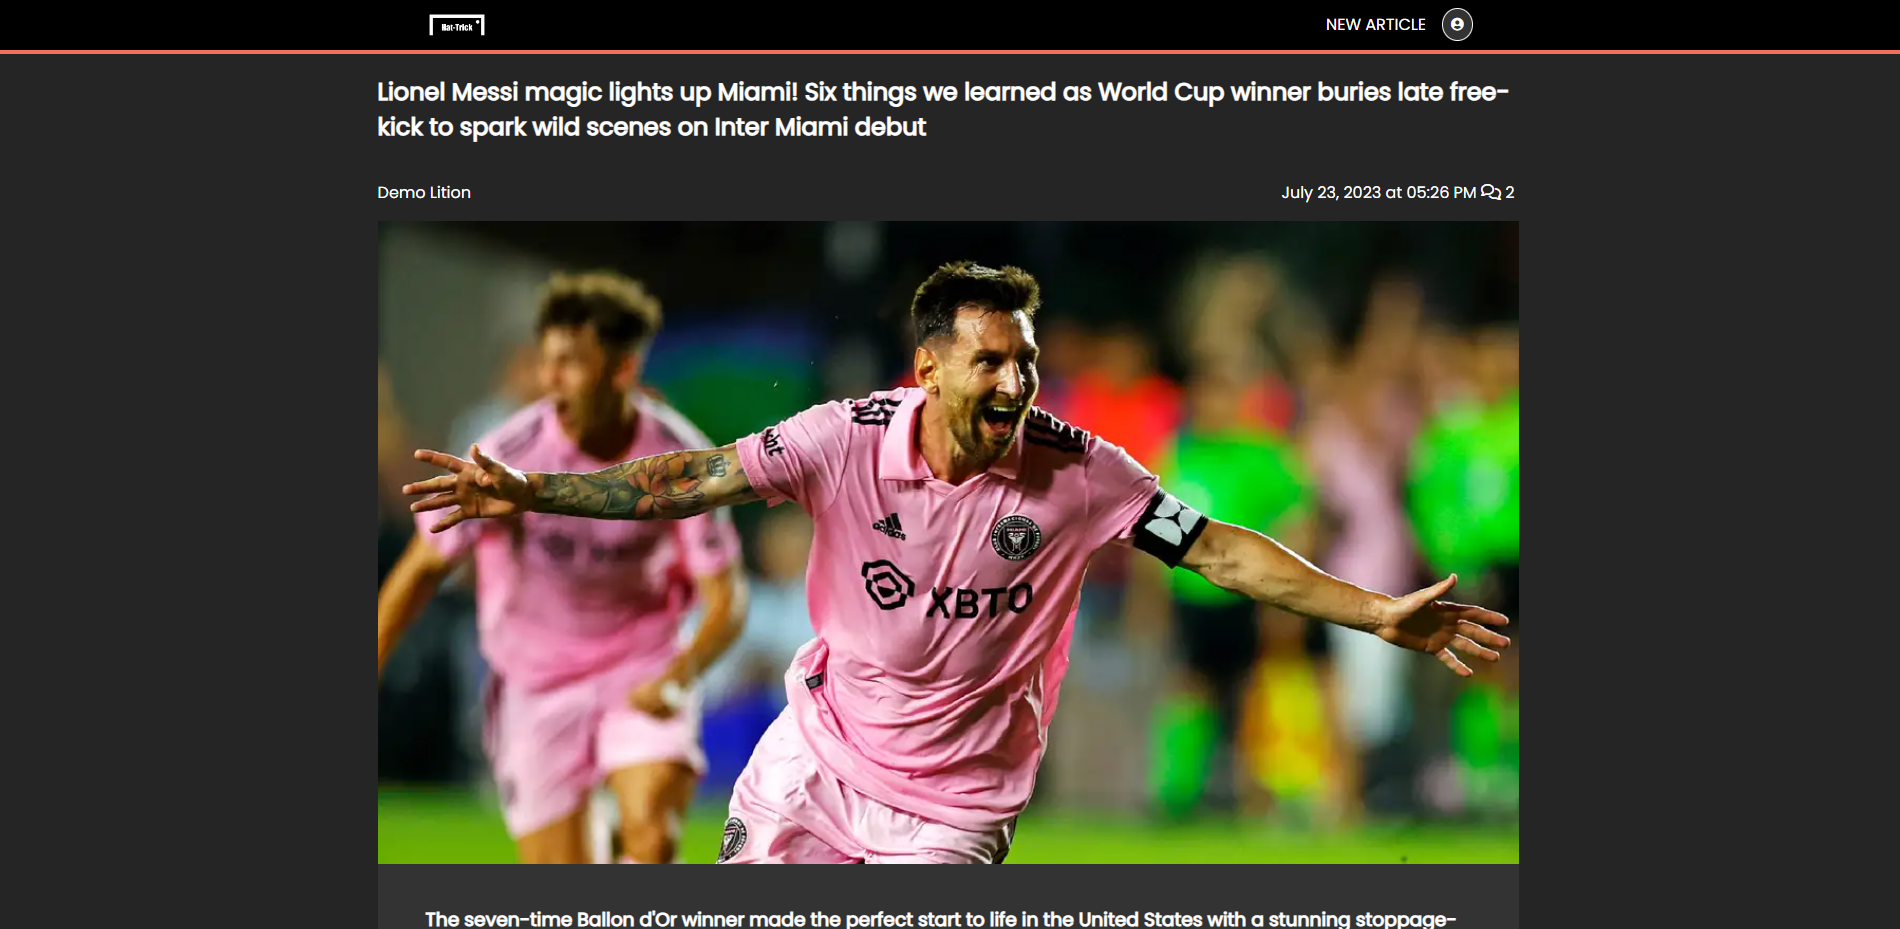 Hat-Trick
NEW ARTICLE
Lionel Messi magic lights up Miami! Six things we learned as World Cup winner buries late free-
kick to spark wild scenes on Inter Miami debut
Demo Lition
July 23, 2023 at 05:26 PM 2
adidas
MIAMI
XBTO
The seven-time Ballon d'Or winner made the perfect start to life in the United States with a stunning stoppage-